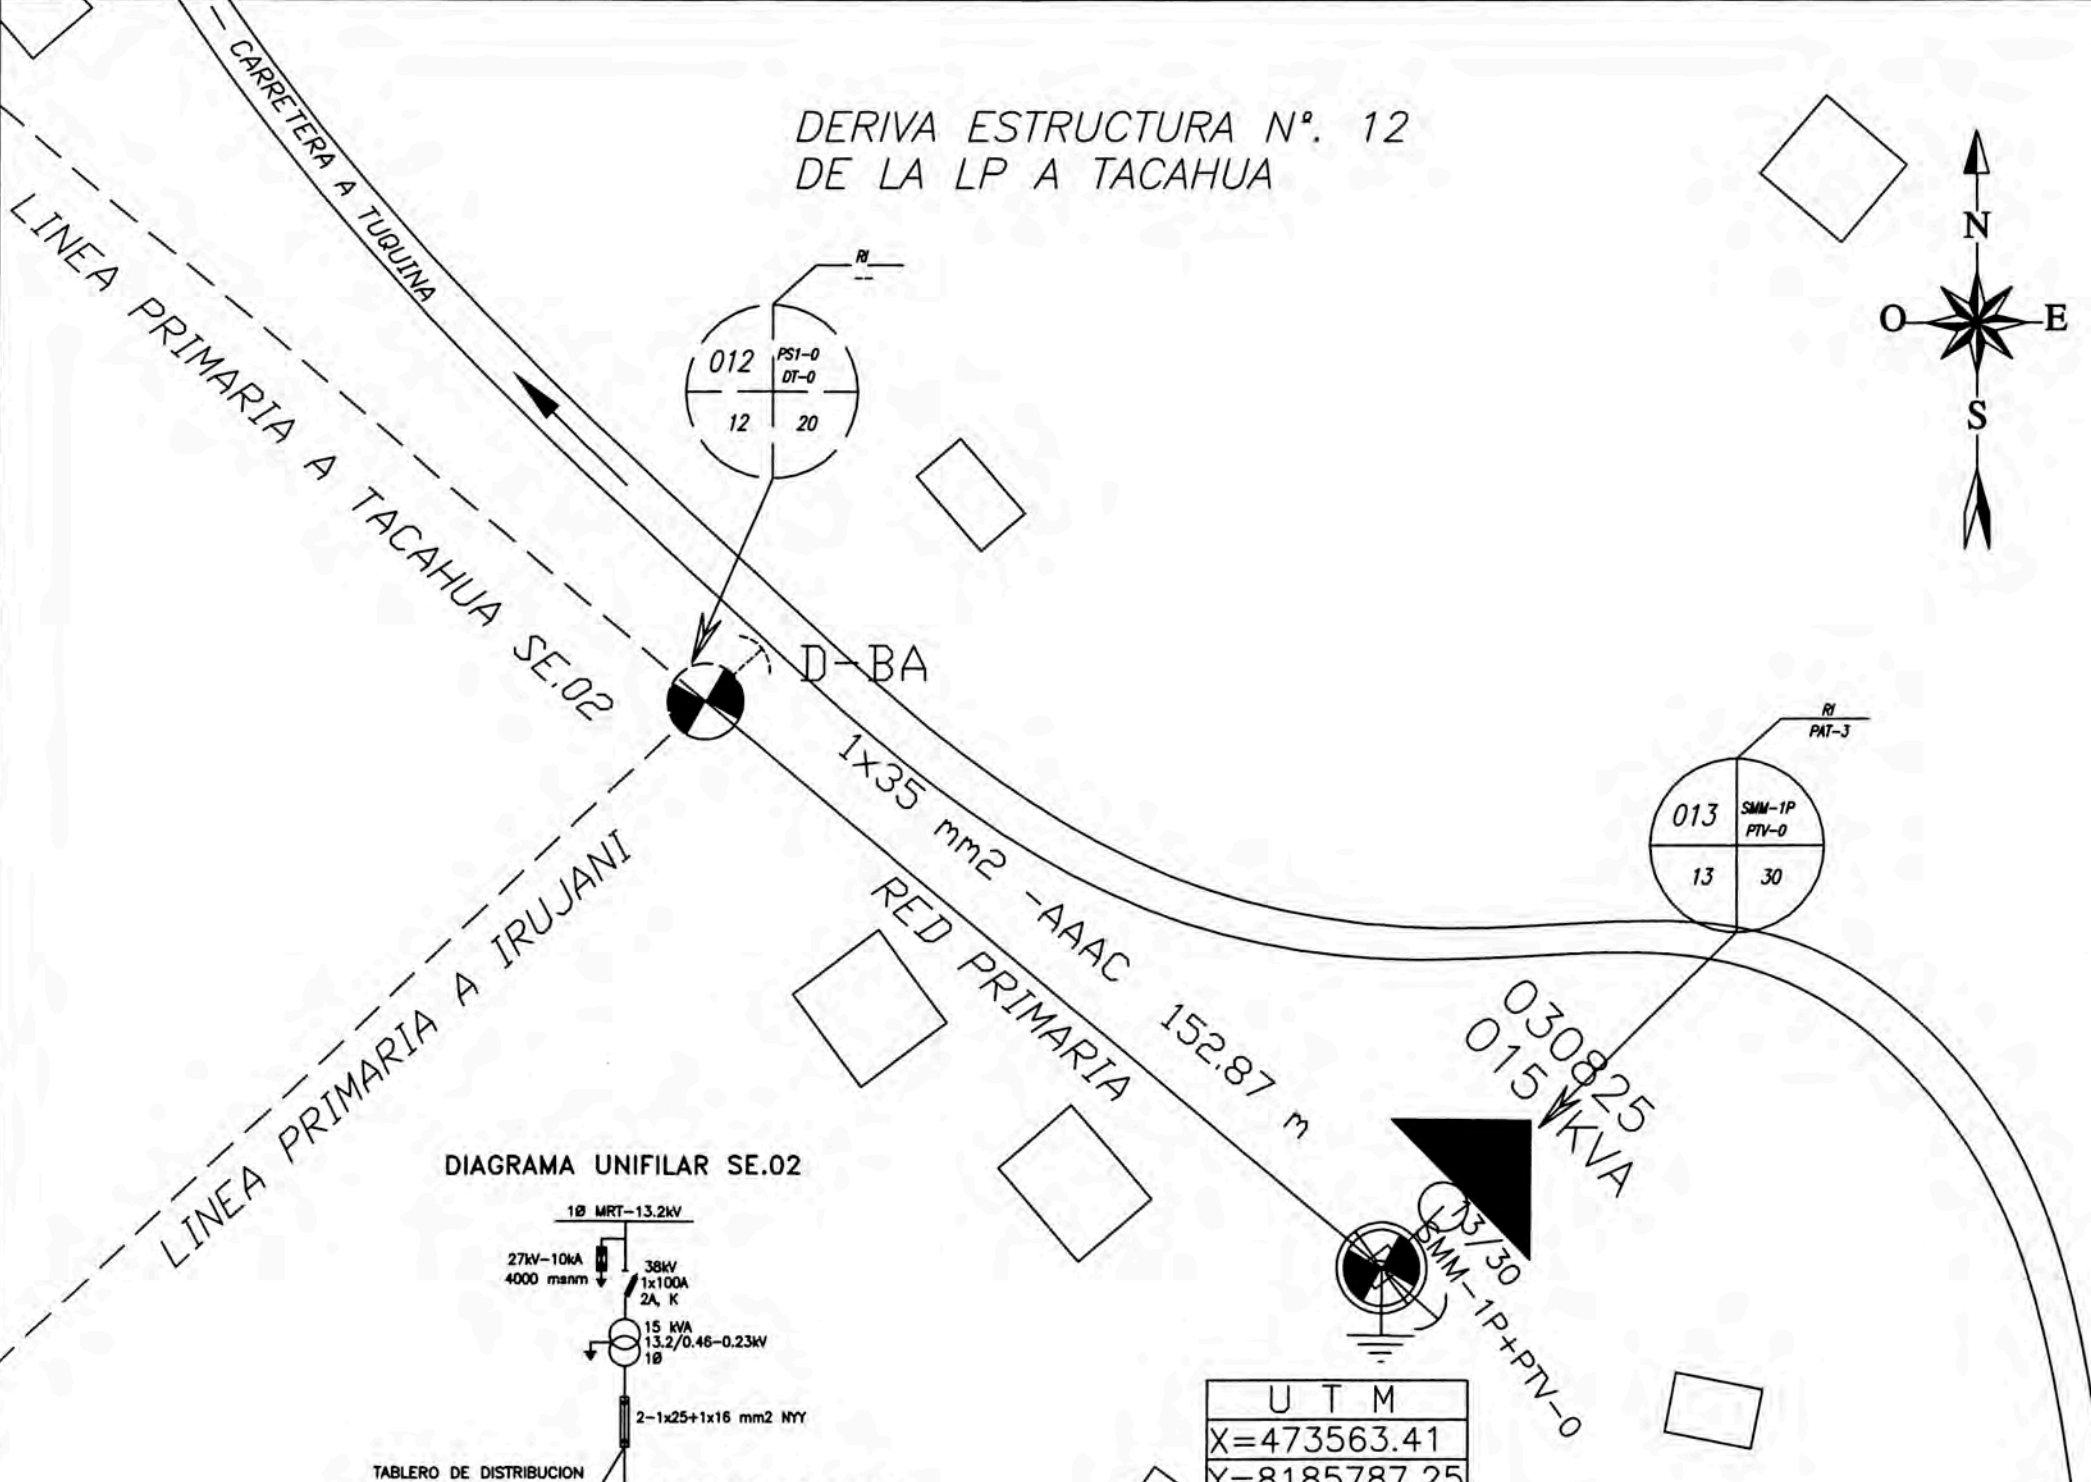 CARRETERA A TUQUINA
DERIVA ESTRUCTURA Nº. 12
DE LA LP A TACAHUA
LINEA PRIMARIA A TACAHUA SE.02
RI
--
012
PS1-0
DT-0
12
20
N
O
E
S
D-BA
1x35 mm2 -AAAC 152.87 m
RED PRIMARIA
LINEA PRIMARIA A IRUJANI
RI
PAT-3
013
SMM-1P
PTV-0
13
30
030825
015 KVA
13/30
SMM-1P+PTV-0
DIAGRAMA UNIFILAR SE.02
1Ø MRT-13.2kV
27kV-10kA
4000 msnm
38kV
1x100A
2A, K
15 kVA
13.2/0.46-0.23kV
1Ø
2-1x25+1x16 mm2 NYY
TABLERO DE DISTRIBUCION
U T M
X=473563.41
Y=8185787.25